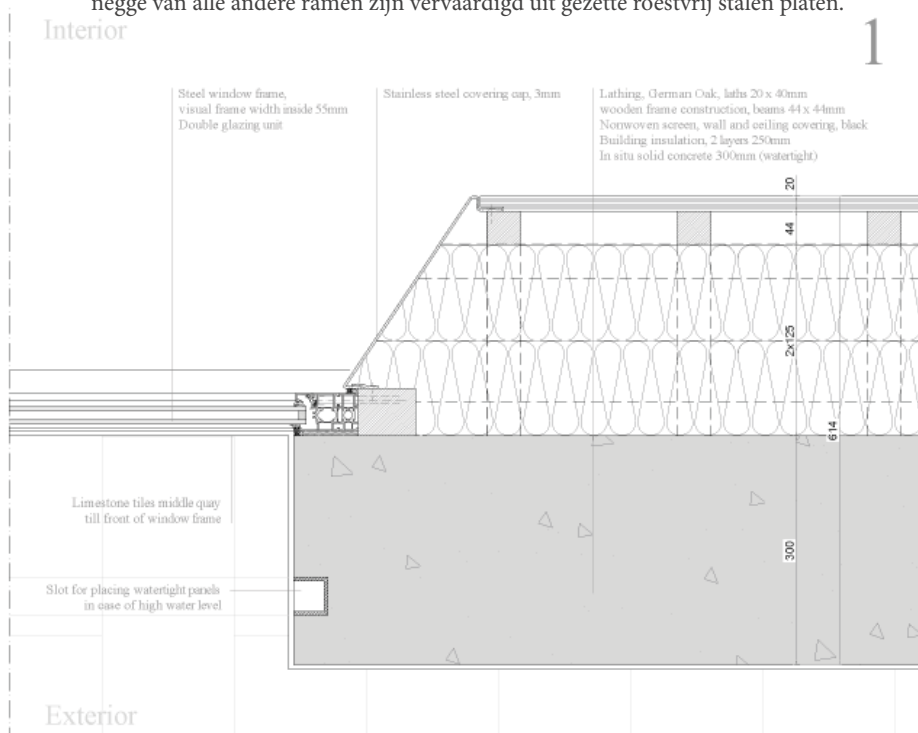 negge van alle andere ramen zijn vervaardigd uit gezette roestvrij stalen platen.
Interior
1
Steel window frame,
visual frame width inside 55mm
Double glazing unit
Stainless steel covering cap, 3mm
Lathing, German Oak, laths 20 x 40mm
wooden frame construction, beams 44 x 44mm
Nonwoven screen, wall and ceiling covering, black
Building insulation, 2 layers 250mm
In situ solid concrete 300mm (watertight)
20
44
2x125
614
300
Limestone tiles middle quay
till front of window frame
Slot for placing watertight panels
in case of high water level
Exterior